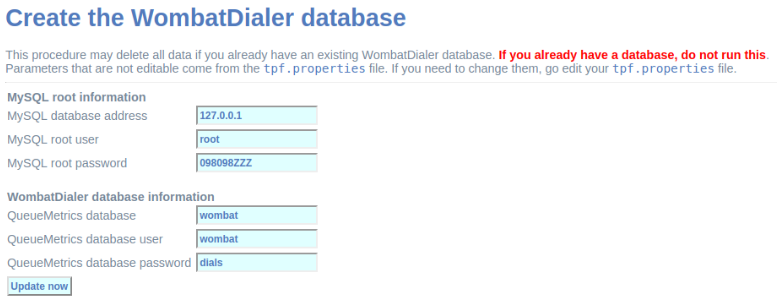 Create the WombatDialer database
This procedure may delete all data if you already have an existing WombatDialer database. If you already have a database, do not run this.
Parameters that are not editable come from the tpf.properties file. If you need to change them, go edit your tpf.properties file.
MySQL root information
MySQL database address 127.0.0.1
MySQL root user root
MySQL root password 098098ZZZ
WombatDialer database information
QueueMetrics database wombat
QueueMetrics database user wombat
QueueMetrics database password dials
Update now